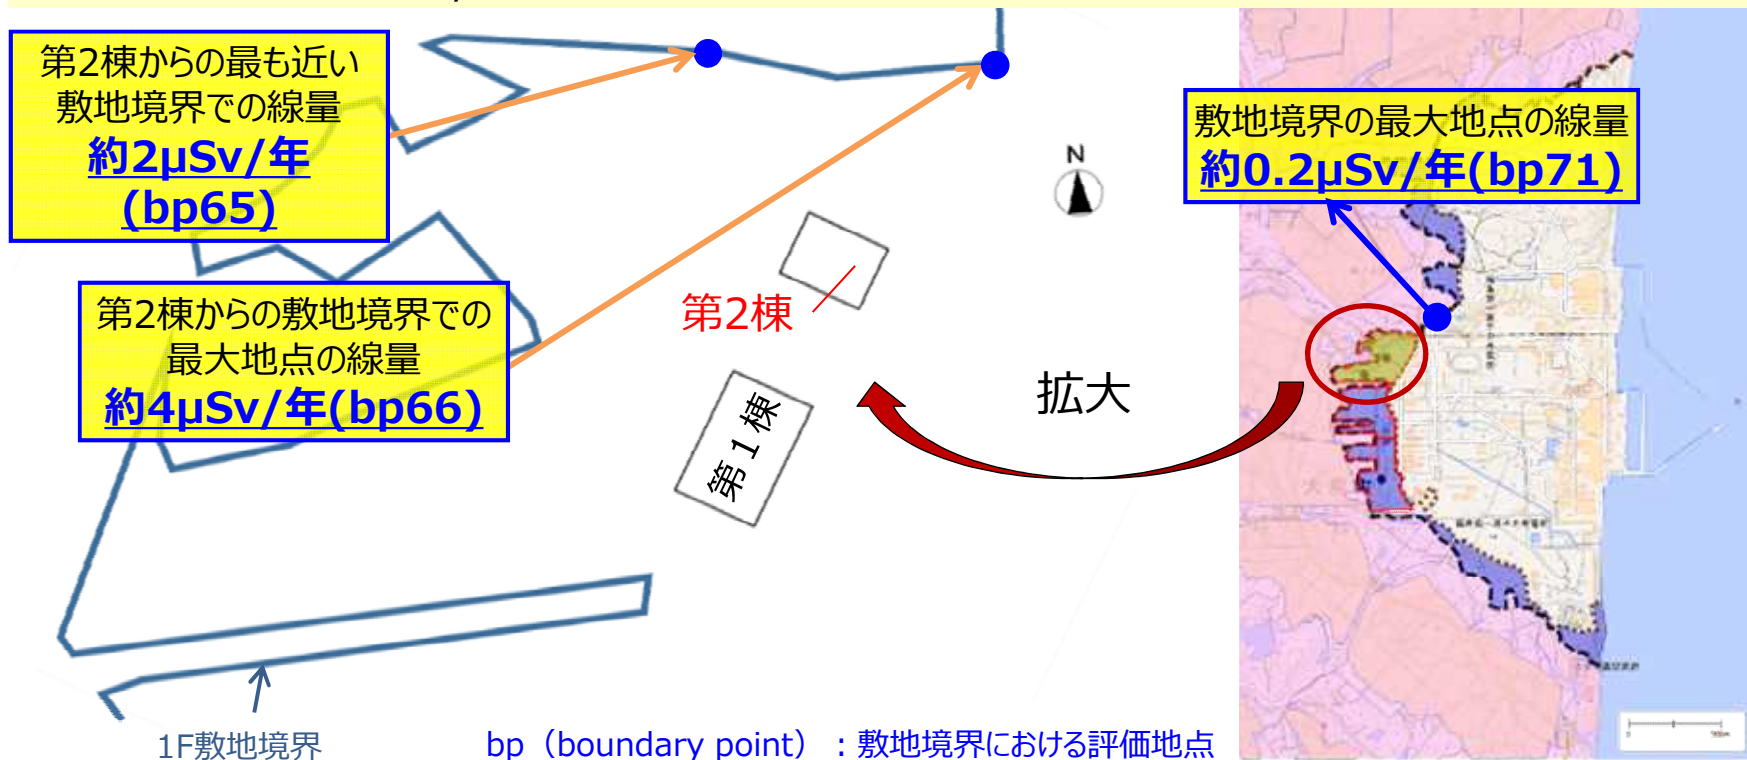 第2棟からの最も近い
敷地境界での線量
約2μSv/年
(bp65)
敷地境界の最大地点の線量
約0.2μSv/年(bp71)
N
第2棟からの敷地境界での
最大地点の線量
約4μSv/年(bp66)
第2棟
拡大
第1棟
1F敷地境界
bp（boundary point）：敷地境界における評価地点